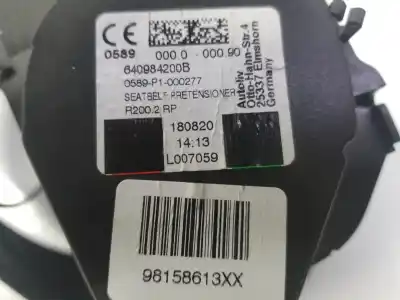 CE
0589 000.0 - 000.90
640984200B
0589-P1-000277
SEATBELT PRETENSIONER
R200.2 RP
180820
14.13
L007059
Autoliv
Otto-Hahn-Str.4
25337 Elmshorn
Germany
98158613XX